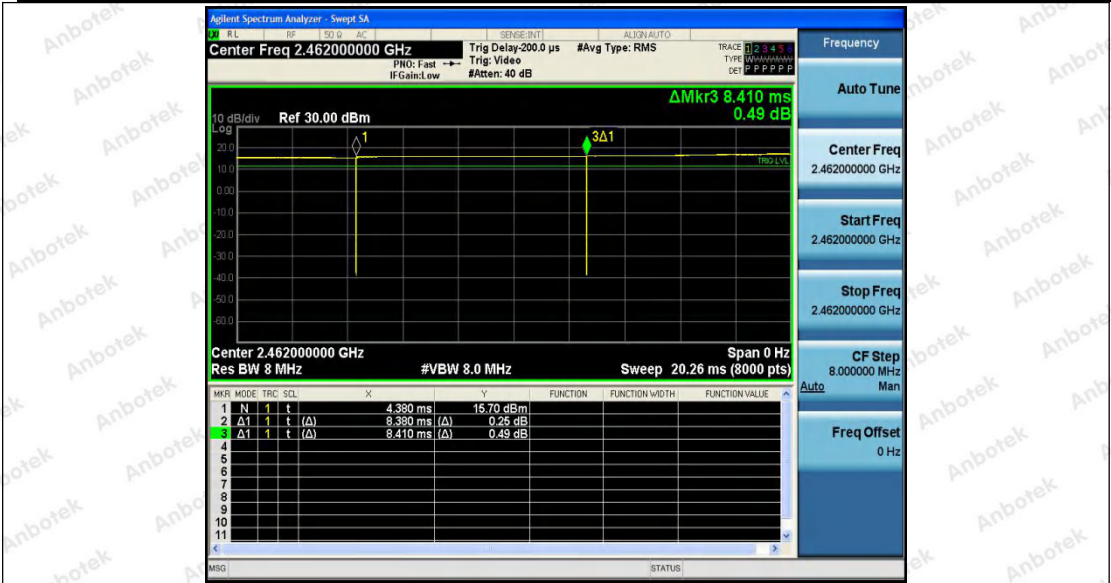 Agilent Spectrum Analyzer - Swept SA
RL RF 50 Ω AC SENSE:INT ALIGN AUTO
Center Freq 2.462000000 GHz
PNO: Fast
IFGain:Low
Trig Delay-200.0 µs
Trig: Video
#Atten: 40 dB
#Avg Type: RMS
TRACE 1 2 3 4 5 6
TYPE
DET P P P P P P
ΔMkr3 8.410 ms
0.49 dB
10 dB/div Ref 30.00 dBm
Log
20.0
10.0
0.00
-10.0
-20.0
-30.0
-40.0
-50.0
-60.0
1
3Δ1
TRIG LVL
Center 2.462000000 GHz Span 0 Hz
Res BW 8 MHz #VBW 8.0 MHz Sweep 20.26 ms (8000 pts)
MKR MODE TRC SCL X Y FUNCTION FUNCTION WIDTH FUNCTION VALUE
1 N 1 t 4.380 ms 15.70 dBm
2 Δ1 1 t (Δ) 8.380 ms (Δ) 0.25 dB
3 Δ1 1 t (Δ) 8.410 ms (Δ) 0.49 dB
4
5
6
7
8
9
10
11
MSG STATUS
Frequency
Auto Tune
Center Freq
2.462000000 GHz
Start Freq
2.462000000 GHz
Stop Freq
2.462000000 GHz
CF Step
8.000000 MHz
Auto Man
Freq Offset
0 Hz
Anbotek